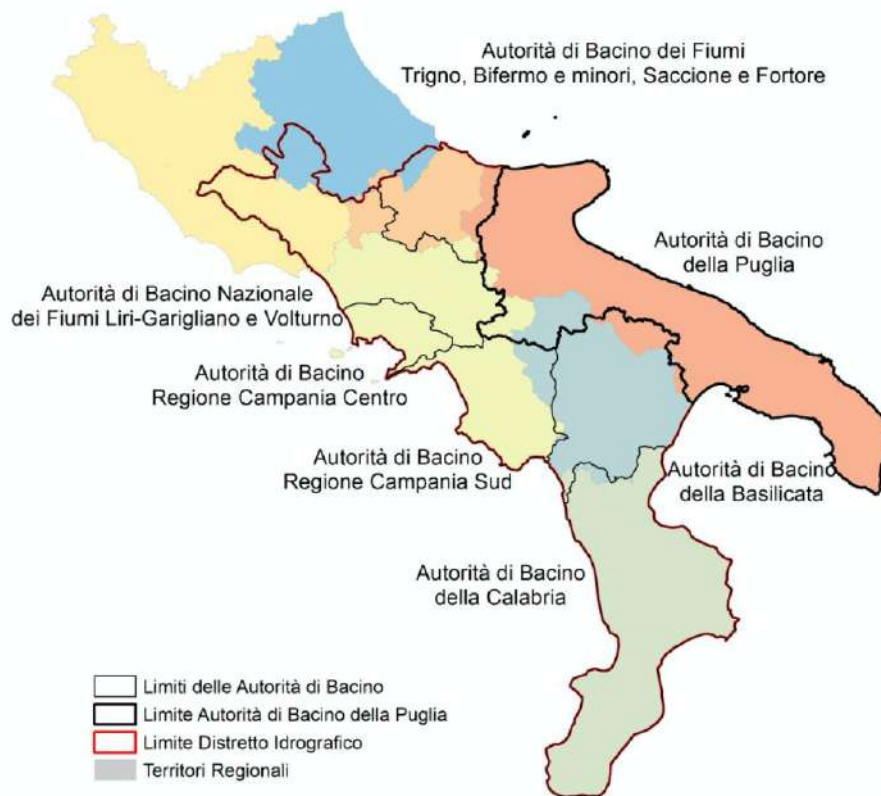 Autorità di Bacino dei Fiumi
Trigno, Bifermo e minori, Saccione e Fortore
Autorità di Bacino
della Puglia
Autorità di Bacino Nazionale
dei Fiumi Liri-Garigliano e Volturno
Autorità di Bacino
Regione Campania Centro
Autorità di Bacino
Regione Campania Sud
Autorità di Bacino
della Basilicata
Autorità di Bacino
della Calabria
Limiti delle Autorità di Bacino
Limite Autorità di Bacino della Puglia
Limite Distretto Idrografico
Territori Regionali